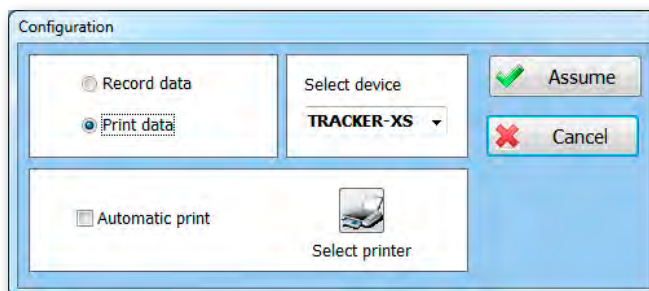 Configuration
Record data
Print data
Select device
TRACKER-XS
Assume
Cancel
Automatic print
Select printer